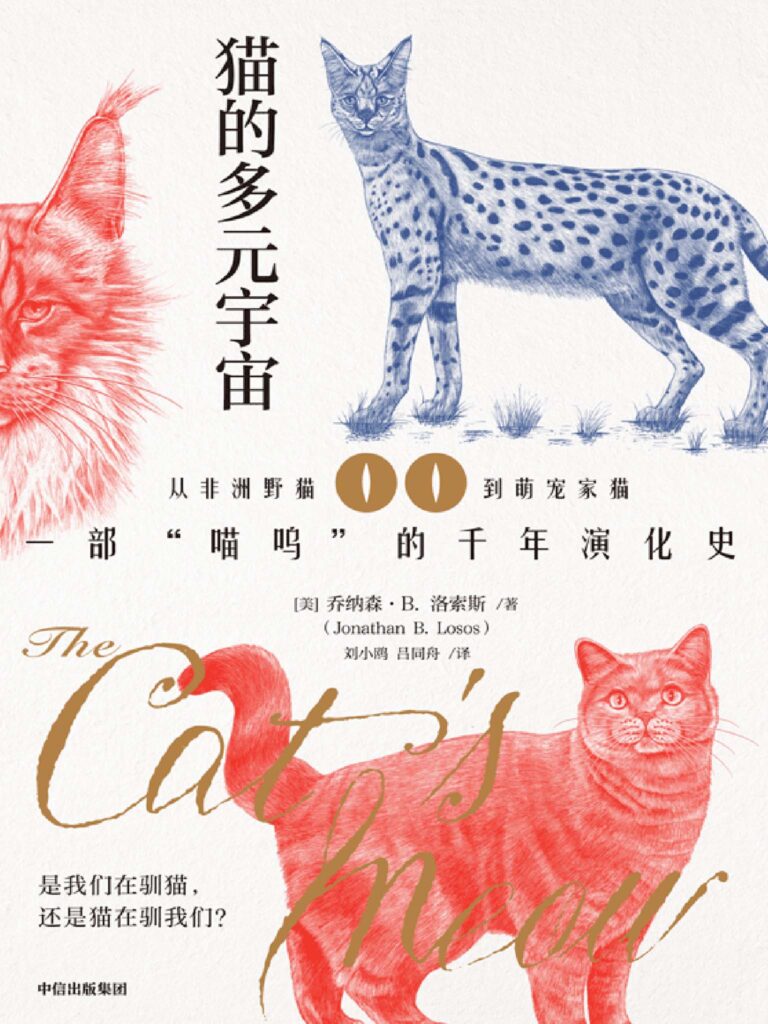 猫的多元宇宙
从非洲野猫 到萌宠家猫
一部“喵呜”的千年演化史
[美] 乔纳森·B. 洛索斯 /著
(Jonathan B. Losos)
刘小鸥 吕同舟 /译
The
Cat's
Meow
是我们在驯猫，
还是猫在驯我们？
中信出版集团